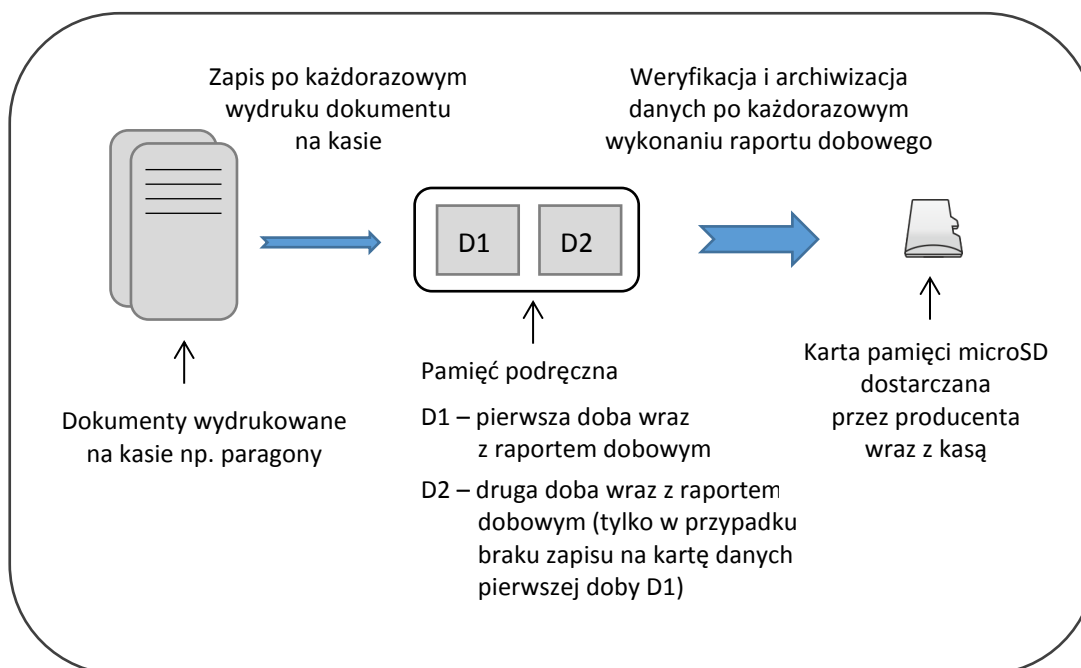 Zapis po każdorazowym
wydruku dokumentu
na kasie
Weryfikacja i archiwizacja
danych po każdorazowym
wykonaniu raportu dobowego
D1
D2
Dokumenty wydrukowane
na kasie np. paragony
Pamięć podręczna
D1 – pierwsza doba wraz
z raportem dobowym
D2 – druga doba wraz z raportem
dobowym (tylko w przypadku
braku zapisu na kartę danych
pierwszej doby D1)
Karta pamięci microSD
dostarczana
przez producenta
wraz z kasą